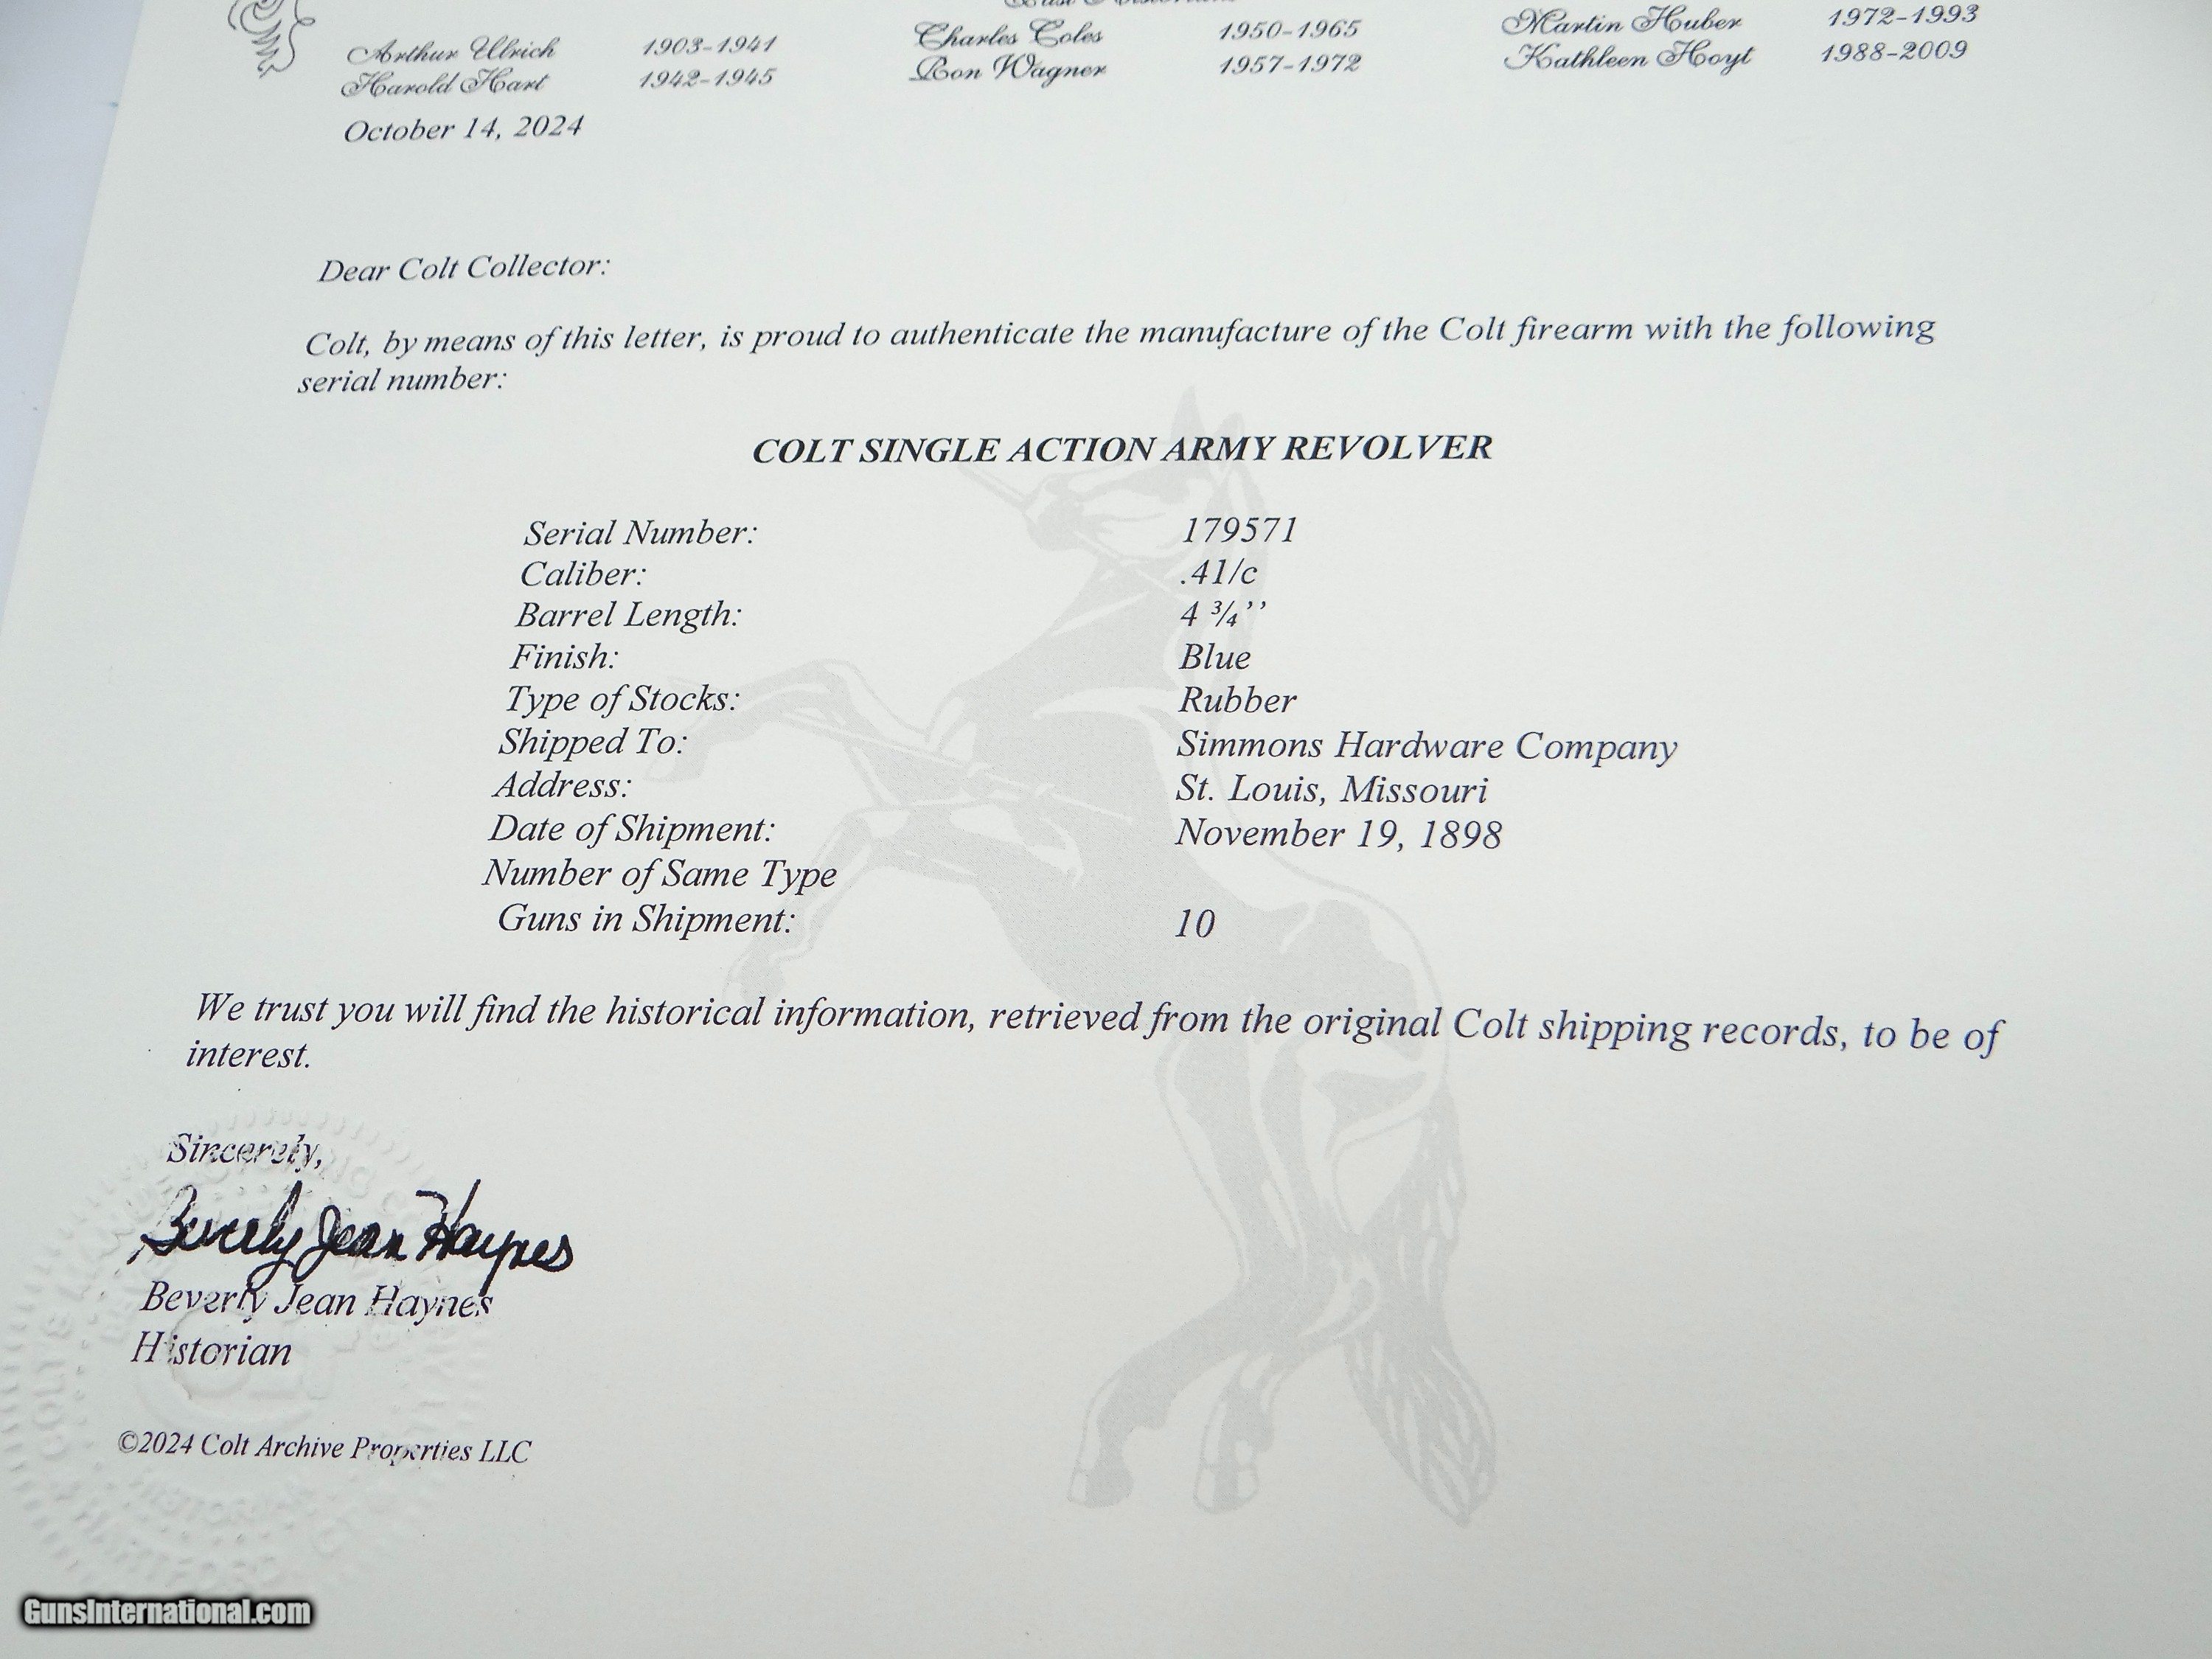 Arthur Ulrich 1903-1941 Charles Coles 1950-1965 Martin Huber 1972-1993
Harold Hart 1942-1945 Ron Wagner 1957-1972 Kathleen Hoyt 1988-2009
October 14, 2024
Dear Colt Collector:
Colt, by means of this letter, is proud to authenticate the manufacture of the Colt firearm with the following
serial number:
COLT SINGLE ACTION ARMY REVOLVER
Serial Number: 179571
Caliber: .41/c
Barrel Length: 4 ¾’’
Finish: Blue
Type of Stocks: Rubber
Shipped To: Simmons Hardware Company
Address: St. Louis, Missouri
Date of Shipment: November 19, 1898
Number of Same Type
Guns in Shipment: 10
We trust you will find the historical information, retrieved from the original Colt shipping records, to be of
interest.
Sincerely,
Beverly Jean Haynes
Beverly Jean Haynes
Historian
©2024 Colt Archive Properties LLC
GunsInternational.com